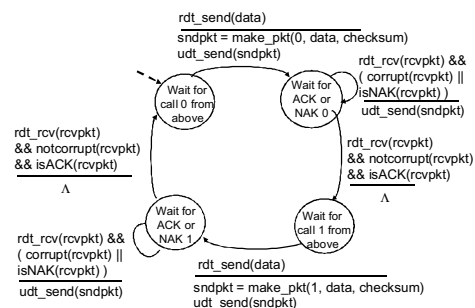 rdt_send(data)
sndpkt = make_pkt(0, data, checksum)
udt_send(sndpkt)
Wait for
call 0 from
above
Wait for
ACK or
NAK 0
rdt_rcv(rcvpkt) &&
( corrupt(rcvpkt) ||
isNAK(rcvpkt) )
udt_send(sndpkt)
rdt_rcv(rcvpkt)
&& notcorrupt(rcvpkt)
&& isACK(rcvpkt)
Λ
rdt_rcv(rcvpkt)
&& notcorrupt(rcvpkt)
&& isACK(rcvpkt)
Λ
Wait for
ACK or
NAK 1
Wait for
call 1 from
above
rdt_rcv(rcvpkt) &&
( corrupt(rcvpkt) ||
isNAK(rcvpkt) )
udt_send(sndpkt)
rdt_send(data)
sndpkt = make_pkt(1, data, checksum)
udt_send(sndpkt)